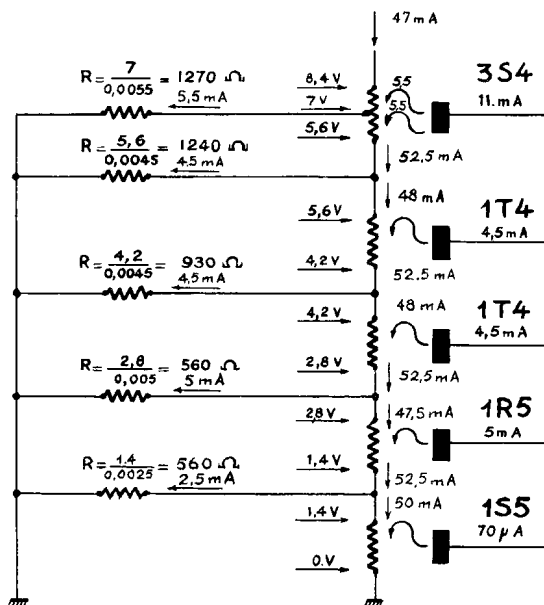 47 mA
R = 7 / 0,0055 = 1270 Ω
5,5 mA
8,4 V
7 V
5,6 V
5,5
5,5
3S4
11. mA
52,5 mA
R = 5,6 / 0,0045 = 1240 Ω
4,5 mA
48 mA
5,6 V
4,2 V
1T4
4,5 mA
52.5 mA
R = 4,2 / 0,0045 = 930 Ω
4,5 mA
48 mA
4,2 V
2,8 V
1T4
4,5 mA
52,5 mA
R = 2,8 / 0,005 = 560 Ω
5 mA
47,5 mA
2,8 V
1,4 V
1R5
5 mA
52,5 mA
R = 1.4 / 0,0025 = 560 Ω
2,5 mA
50 mA
1,4 V
0.V
1S5
70 µA